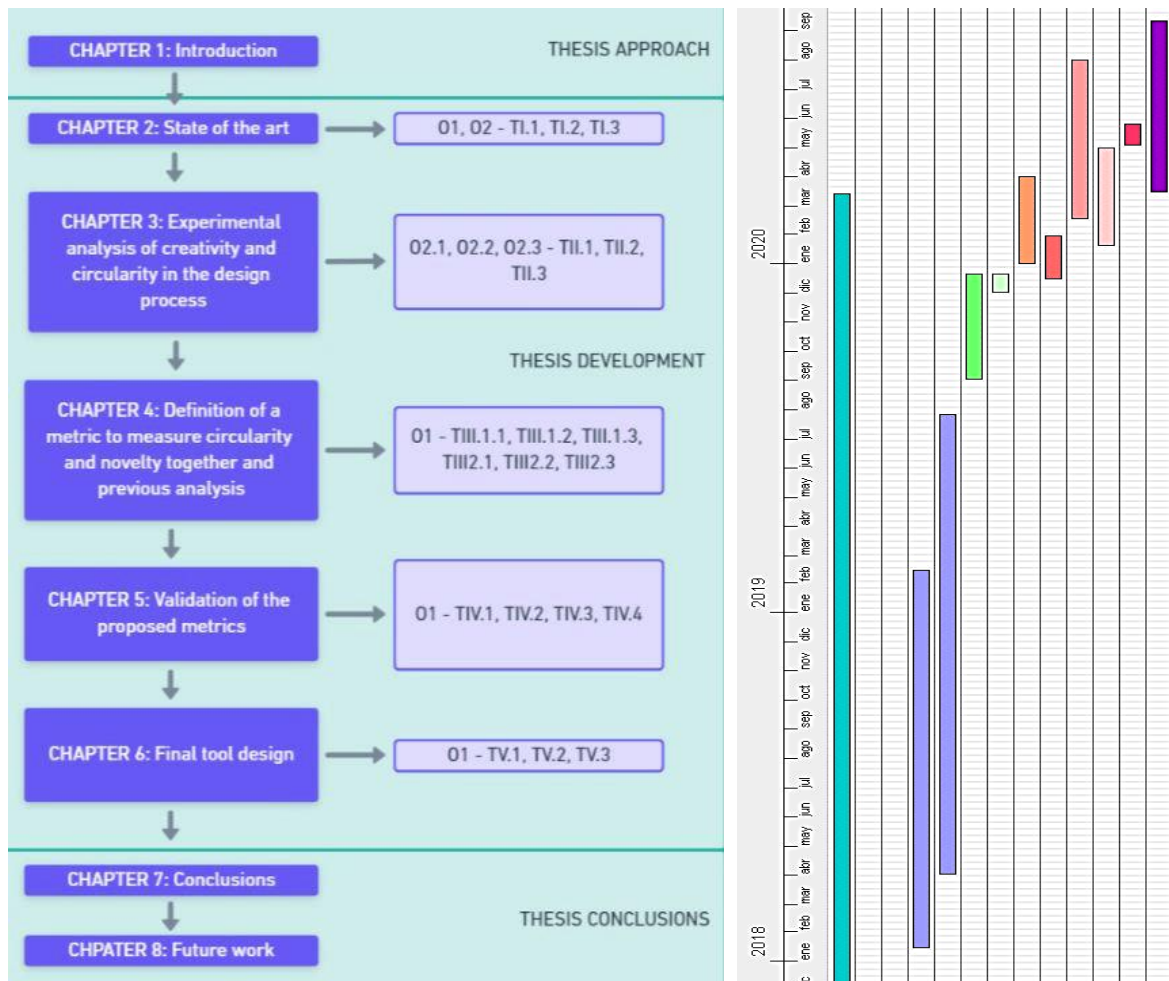 CHAPTER 1: Introduction
THESIS APPROACH
CHAPTER 2: State of the art
O1, O2 - TI.1, TI.2, TI.3
CHAPTER 3: Experimental
analysis of creativity and
circularity in the design
process
O2.1, O2.2, O2.3 - TII.1, TII.2,
TII.3
THESIS DEVELOPMENT
CHAPTER 4: Definition of a
metric to measure circularity
and novelty together and
previous analysis
O1 - TIII.1.1, TIII.1.2, TIII.1.3,
TIII2.1, TIII2.2, TIII2.3
CHAPTER 5: Validation of the
proposed metrics
O1 - TIV.1, TIV.2, TIV.3, TIV.4
CHAPTER 6: Final tool design
O1 - TV.1, TV.2, TV.3
CHAPTER 7: Conclusions
THESIS CONCLUSIONS
CHPATER 8: Future work
2018
2019
2020
c
ene
feb
mar
abr
may
jun
jul
ago
sep
oct
nov
dic
ene
feb
mar
abr
may
jun
jul
ago
sep
oct
nov
dic
ene
feb
mar
abr
may
jun
jul
ago
sep